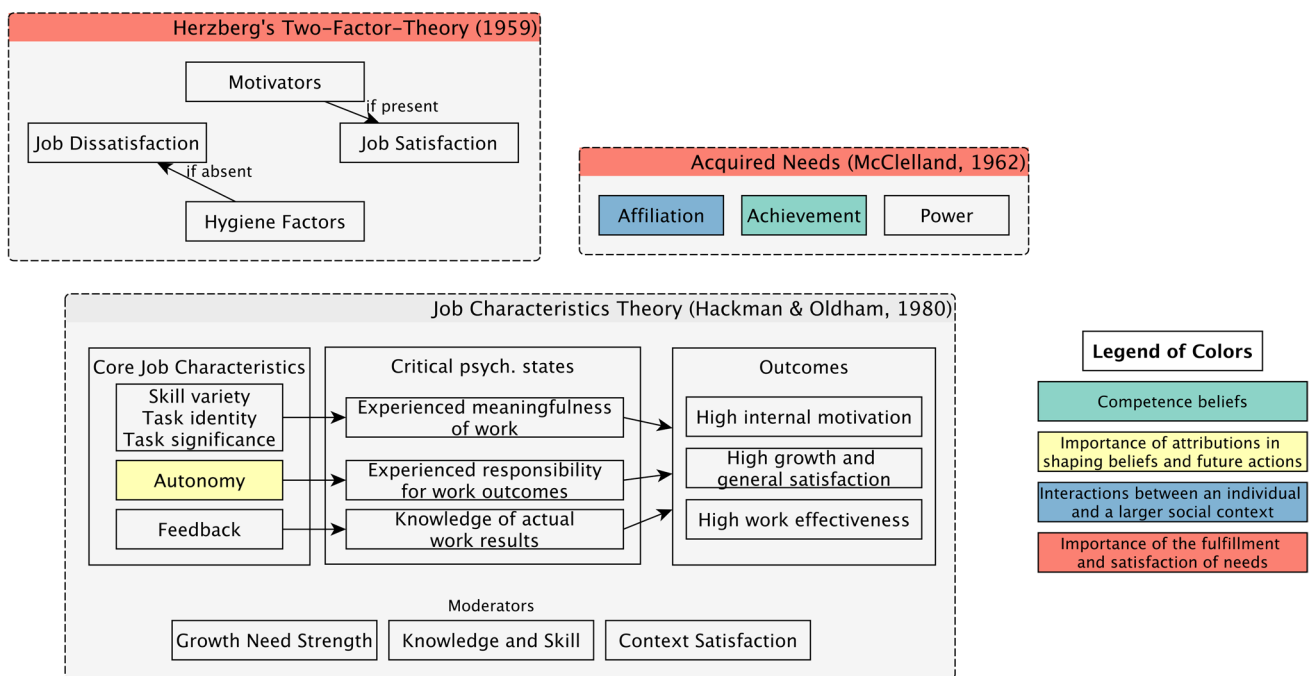 Herzberg's Two-Factor-Theory (1959)
Motivators
if present
Job Dissatisfaction
Job Satisfaction
if absent
Hygiene Factors
Acquired Needs (McClelland, 1962)
Affiliation
Achievement
Power
Job Characteristics Theory (Hackman & Oldham, 1980)
Core Job Characteristics
Skill variety
Task identity
Task significance
Autonomy
Feedback
Critical psych. states
Experienced meaningfulness
of work
Experienced responsibility
for work outcomes
Knowledge of actual
work results
Outcomes
High internal motivation
High growth and
general satisfaction
High work effectiveness
Moderators
Growth Need Strength
Knowledge and Skill
Context Satisfaction
Legend of Colors
Competence beliefs
Importance of attributions in
shaping beliefs and future actions
Interactions between an individual
and a larger social context
Importance of the fulfillment
and satisfaction of needs